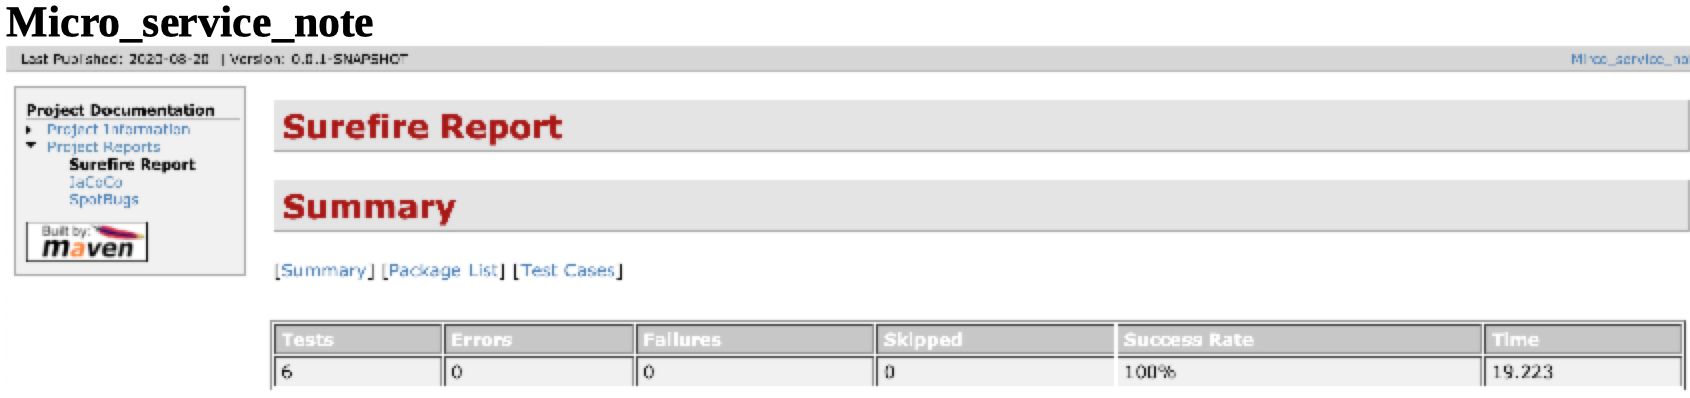 Micro_service_note
Last Published: 2020-08-20 | Version: 0.0.1-SNAPSHOT
Mirco_service_no
Project Documentation
Project Information
Project Reports
Surefire Report
JaCoCo
SpotBugs
Built by:
maven
Surefire Report
Summary
[Summary] [Package List] [Test Cases]
Tests Errors Failures Skipped Success Rate Time
6 0 0 0 100% 19.223